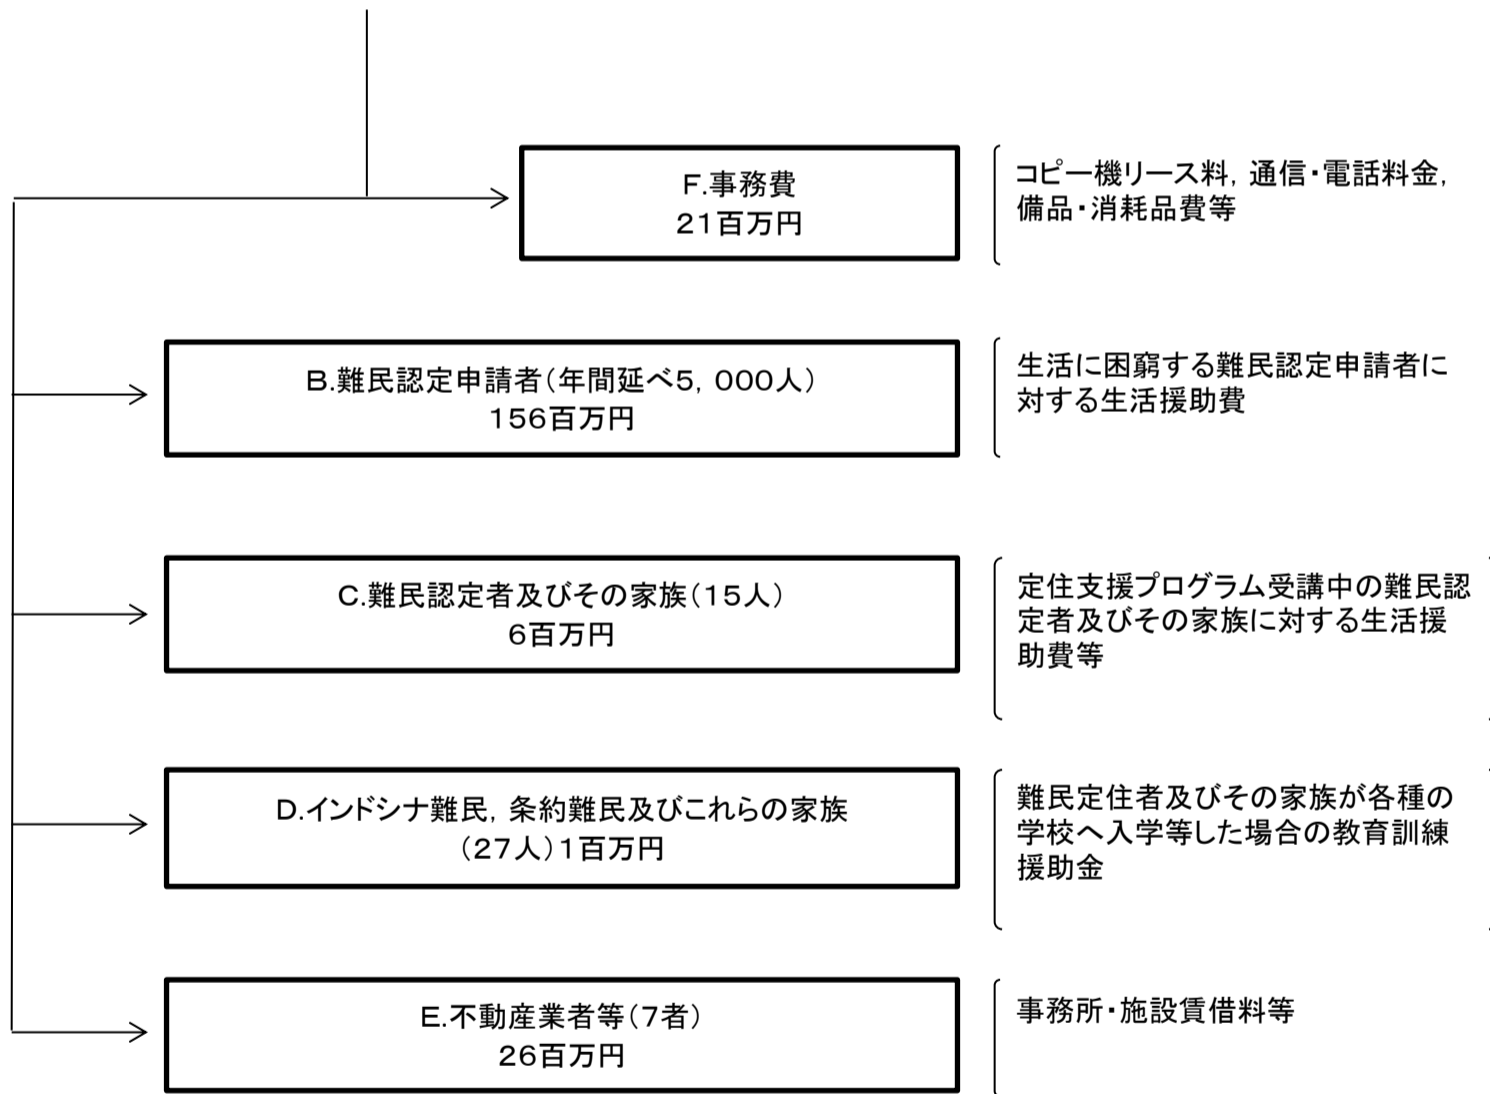 F.事務費
21百万円
コピー機リース料, 通信・電話料金,
備品・消耗品費等
B.難民認定申請者(年間延べ5, 000人)
156百万円
生活に困窮する難民認定申請者に
対する生活援助費
C.難民認定者及びその家族(15人)
6百万円
定住支援プログラム受講中の難民認
定者及びその家族に対する生活援
助費等
D.インドシナ難民, 条約難民及びこれらの家族
(27人)1百万円
難民定住者及びその家族が各種の
学校へ入学等した場合の教育訓練
援助金
E.不動産業者等(7者)
26百万円
事務所・施設賃借料等